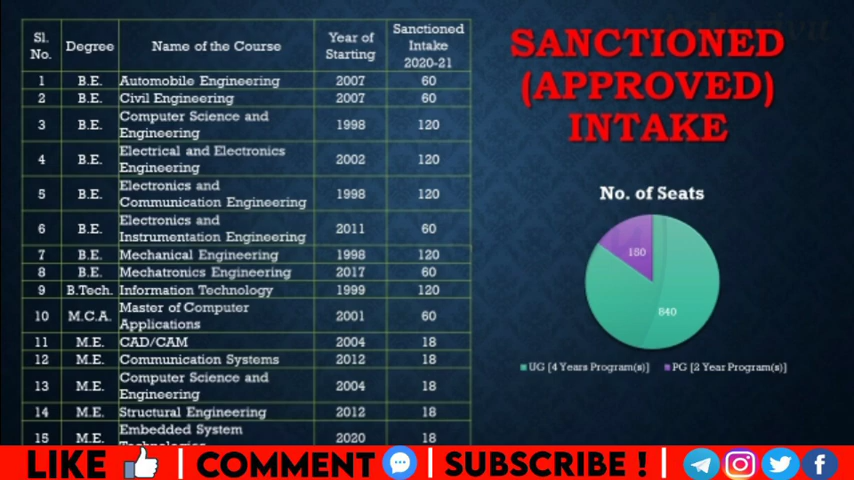 Sl. No. Degree Name of the Course Year of Starting Sanctioned Intake 2020-21
1 B.E. Automobile Engineering 2007 60
2 B.E. Civil Engineering 2007 60
3 B.E. Computer Science and Engineering 1998 120
4 B.E. Electrical and Electronics Engineering 2002 120
5 B.E. Electronics and Communication Engineering 1998 120
6 B.E. Electronics and Instrumentation Engineering 2011 60
7 B.E. Mechanical Engineering 1998 120
8 B.E. Mechatronics Engineering 2017 60
9 B.Tech. Information Technology 1999 120
10 M.C.A. Master of Computer Applications 2001 60
11 M.E. CAD/CAM 2004 18
12 M.E. Communication Systems 2012 18
13 M.E. Computer Science and Engineering 2004 18
14 M.E. Structural Engineering 2012 18
15 M.E. Embedded System 2020 18
SANCTIONED
(APPROVED)
INTAKE
No. of Seats
150
840
UG [4 Years Program(s)] PG [2 Year Program(s)]
LIKE | COMMENT | SUBSCRIBE ! |